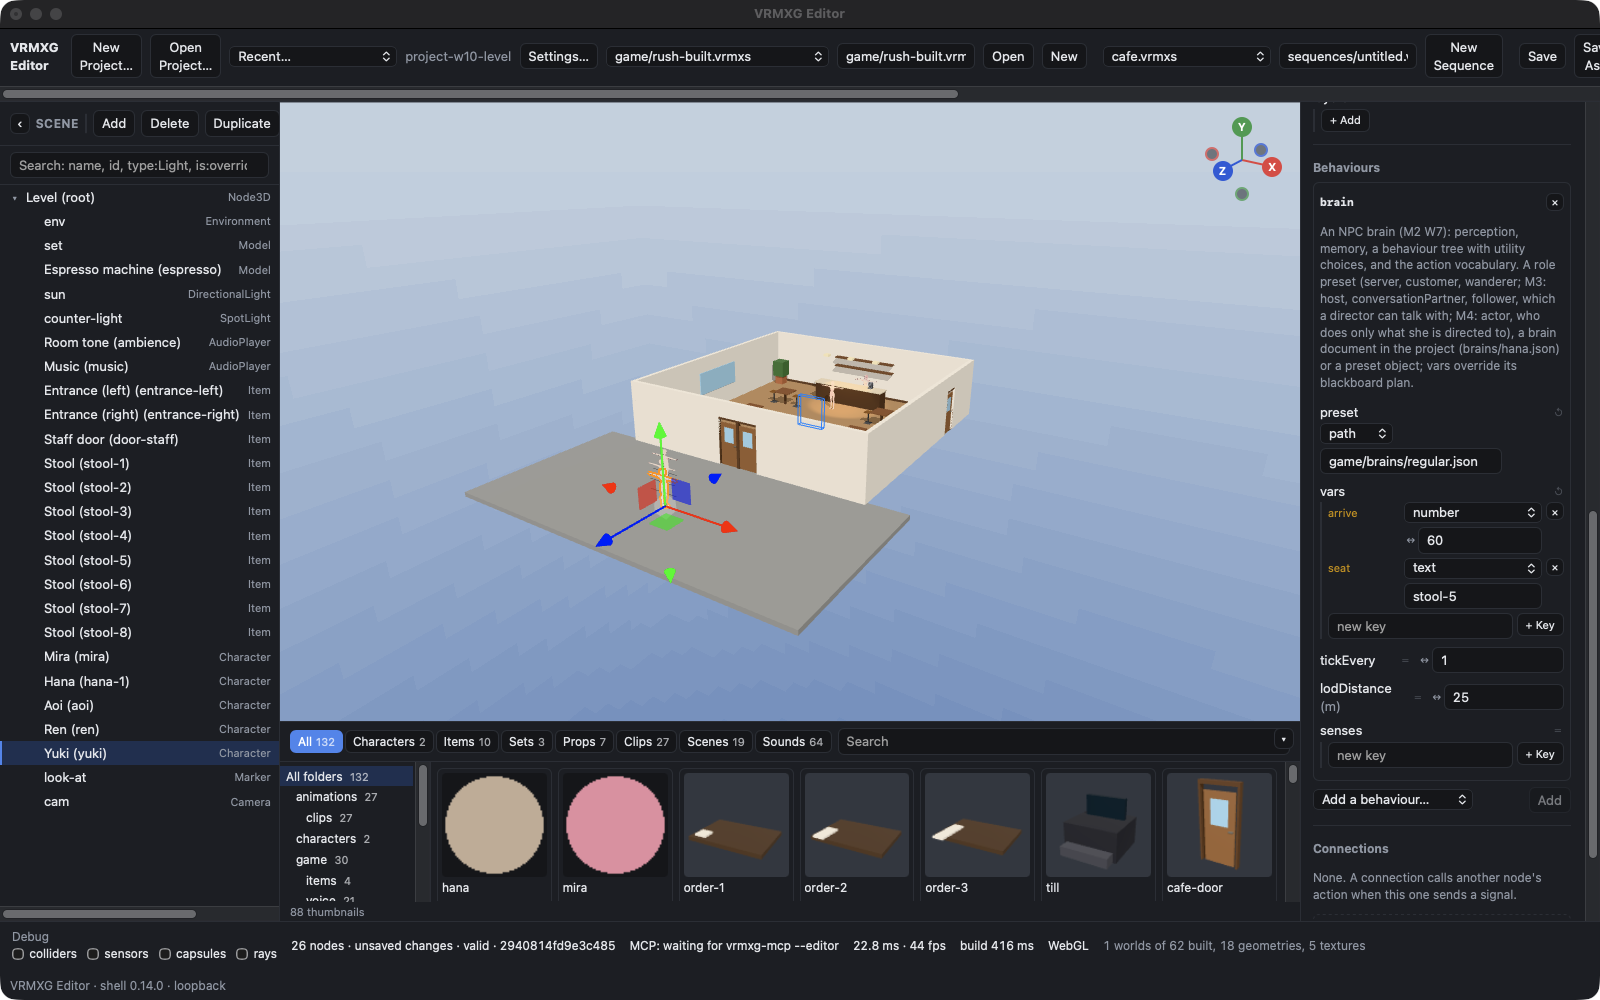 VRMXG Editor
VRMXG Editor
New Project...
Open Project...
Recent...
project-w10-level
Settings...
game/rush-built.vrmxs
game/rush-built.vrm
Open
New
cafe.vrmxs
sequences/untitled.
New Sequence
Save
‹ SCENE Add Delete Duplicate
Search: name, id, type:Light, is:overric
Level (root) Node3D
env Environment
set Model
Espresso machine (espresso) Model
sun DirectionalLight
counter-light SpotLight
Room tone (ambience) AudioPlayer
Music (music) AudioPlayer
Entrance (left) (entrance-left) Item
Entrance (right) (entrance-right) Item
Staff door (door-staff) Item
Stool (stool-1) Item
Stool (stool-2) Item
Stool (stool-3) Item
Stool (stool-4) Item
Stool (stool-5) Item
Stool (stool-6) Item
Stool (stool-7) Item
Stool (stool-8) Item
Mira (mira) Character
Hana (hana-1) Character
Aoi (aoi) Character
Ren (ren) Character
Yuki (yuki) Character
look-at Marker
cam Camera
Y
X
Z
All 132 Characters 2 Items 10 Sets 3 Props 7 Clips 27 Scenes 19 Sounds 64 Search
All folders 132
animations 27
clips 27
characters 2
game 30
items 4
voice 21
88 thumbnails
hana
mira
order-1
order-2
order-3
till
cafe-door
+ Add
Behaviours
brain ×
An NPC brain (M2 W7): perception,
memory, a behaviour tree with utility
choices, and the action vocabulary. A role
preset (server, customer, wanderer; M3:
host, conversationPartner, follower, which
a director can talk with; M4: actor, who
does only what she is directed to), a brain
document in the project (brains/hana.json)
or a preset object; vars override its
blackboard plan.
preset
path
game/brains/regular.json
vars
arrive number ×
60
seat text ×
stool-5
new key + Key
tickEvery = 1
lodDistance (m) = 25
senses =
new key + Key
Add a behaviour... Add
Connections
None. A connection calls another node's
action when this one sends a signal.
Debug
colliders sensors capsules rays
26 nodes · unsaved changes · valid · 2940814fd9e3c485 MCP: waiting for vrmxg-mcp --editor 22.8 ms · 44 fps build 416 ms WebGL 1 worlds of 62 built, 18 geometries, 5 textures
VRMXG Editor · shell 0.14.0 · loopback